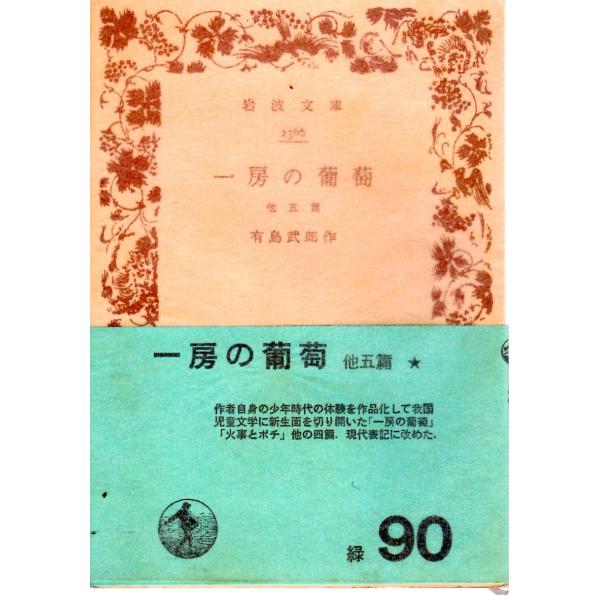 岩波文庫
2366
一房の葡萄
他五篇
有島武郎作
一房の葡萄 他五篇 ★
作者自身の少年時代の体験を作品化して我国
児童文学に新生面を切り開いた「一房の葡萄」
「火事とポチ」他の四篇．現代表記に改めた．
緑 90